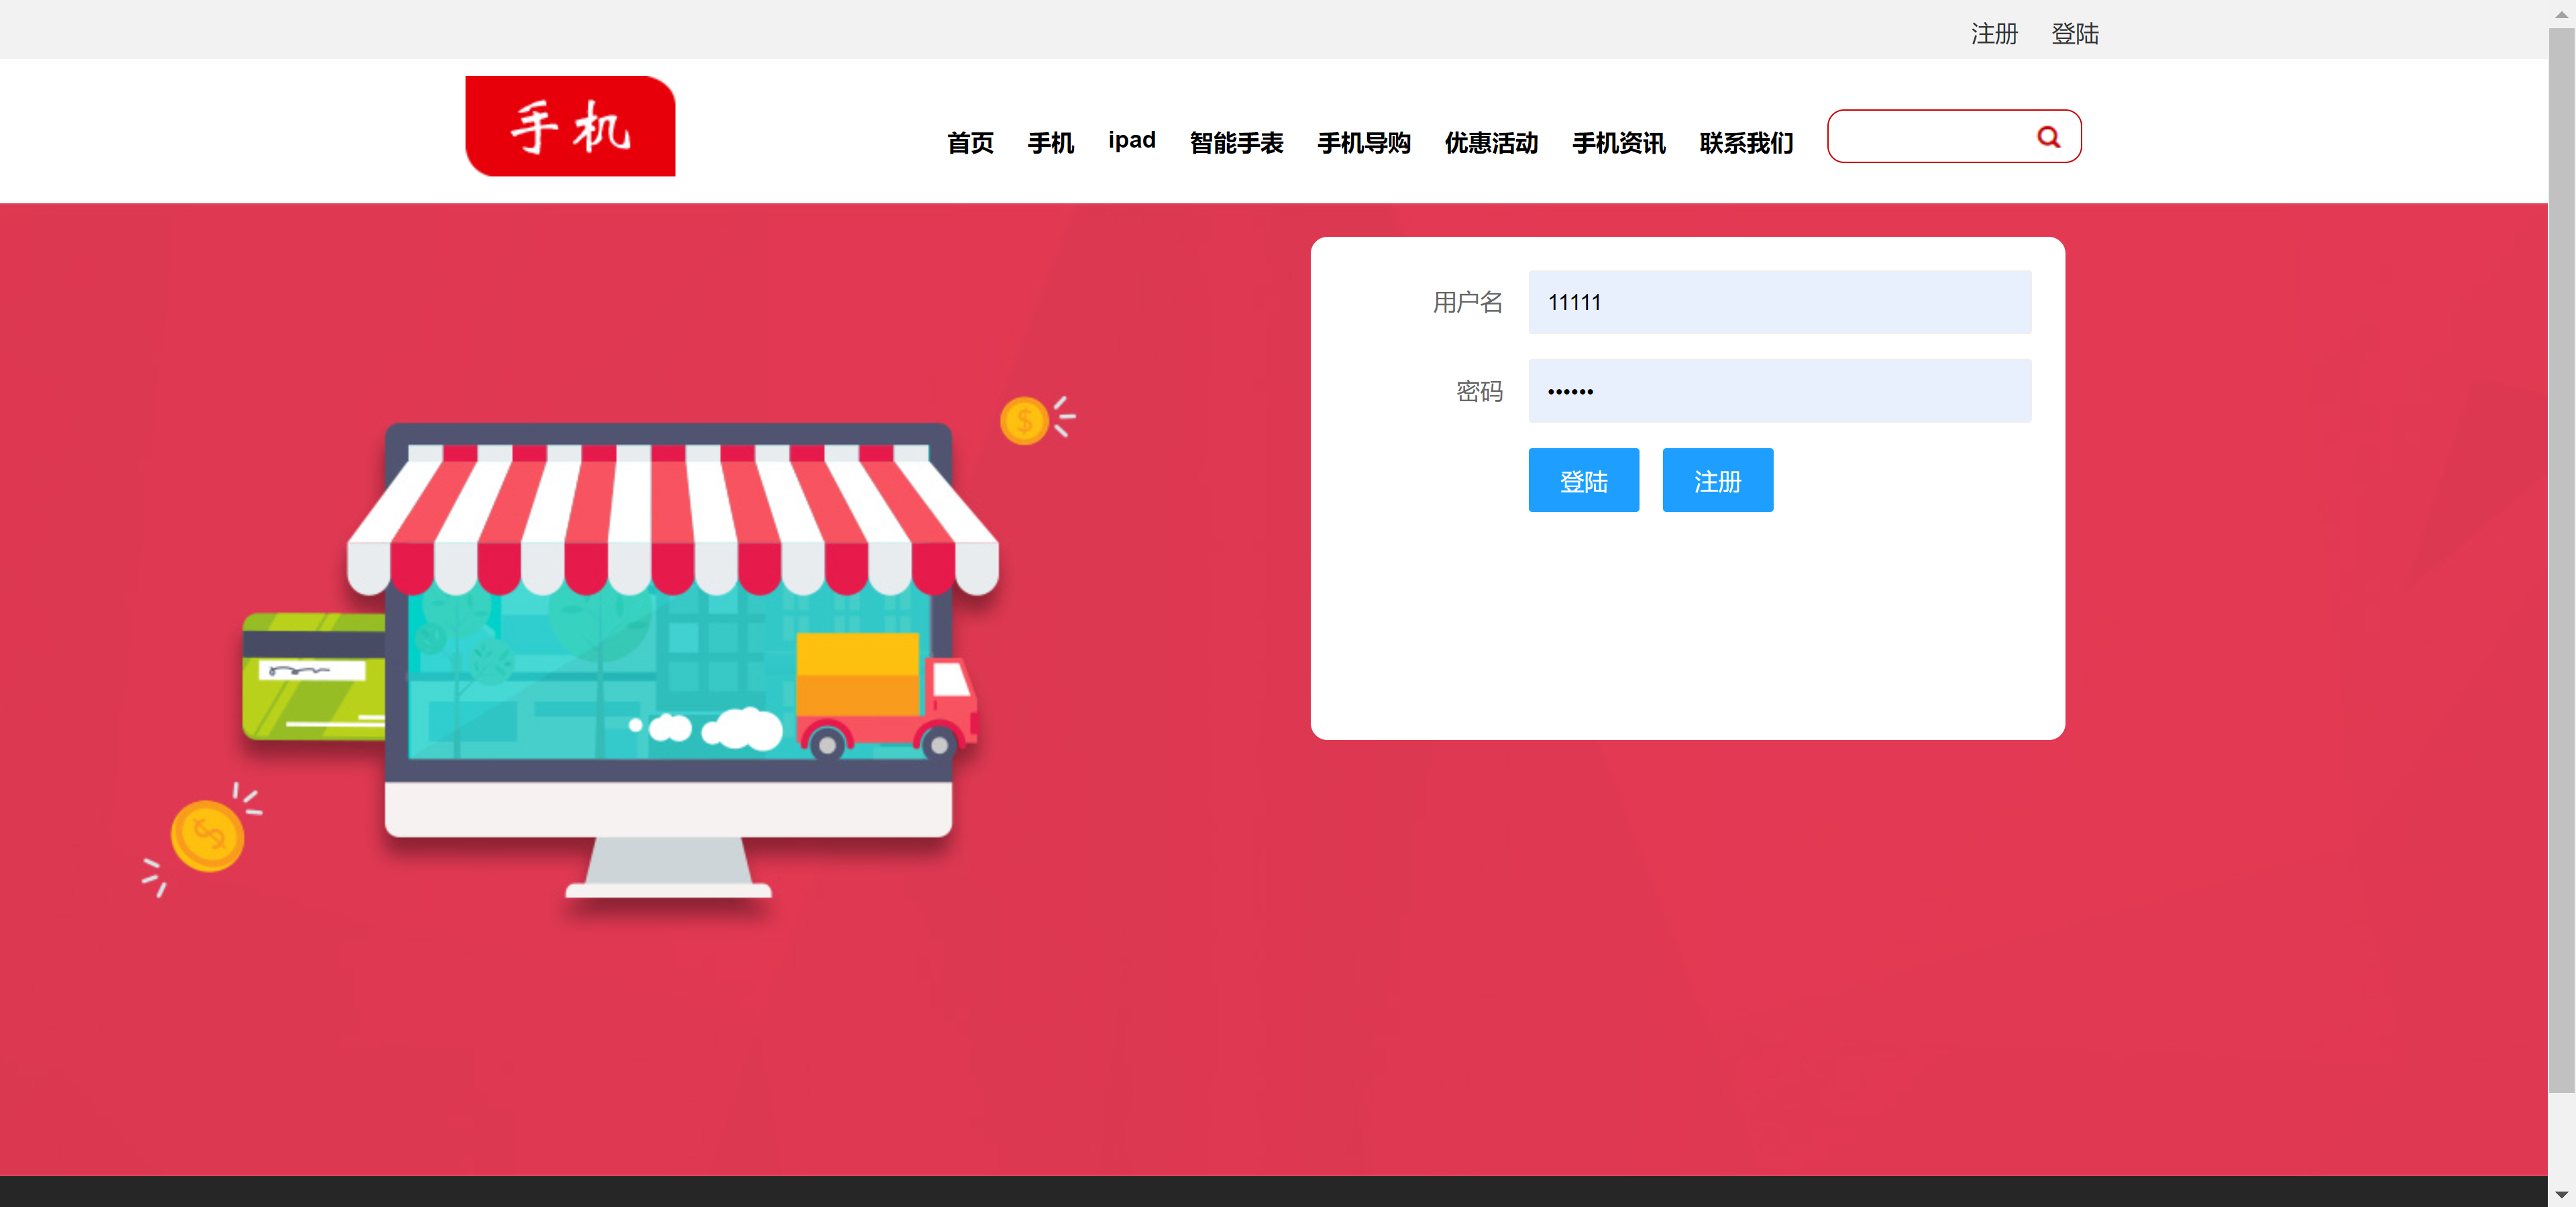 注册 登陆
手机
首页 手机 ipad 智能手表 手机导购 优惠活动 手机资讯 联系我们
用户名 11111
密码 ••••••
登陆 注册